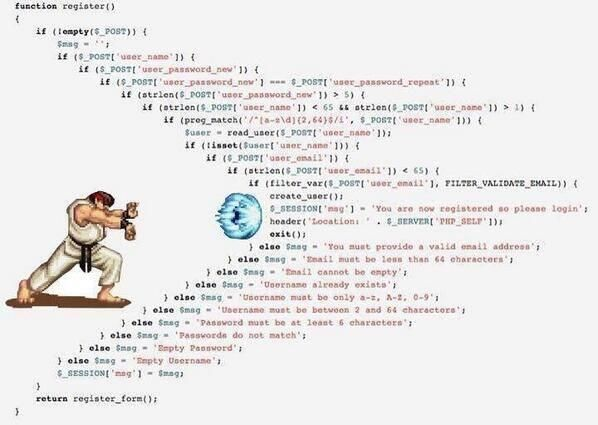 function register()
{
    if (!empty($_POST)) {
        $msg = '';
        if ($_POST['user_name']) {
            if ($_POST['user_password_new']) {
                if ($_POST['user_password_new'] === $_POST['user_password_repeat']) {
                    if (strlen($_POST['user_password_new']) > 5) {
                        if (strlen($_POST['user_name']) < 65 && strlen($_POST['user_name']) > 1) {
                            if (preg_match('/^[a-z\d]{2,64}$/i', $_POST['user_name'])) {
                                $user = read_user($_POST['user_name']);
                                if (!isset($user['user_name'])) {
                                    if ($_POST['user_email']) {
                                        if (strlen($_POST['user_email']) < 65) {
                                            if (filter_var($_POST['user_email'], FILTER_VALIDATE_EMAIL)) {
                                                create_user();
                                                $_SESSION['msg'] = 'You are now registered so please login';
                                                header('Location: ' . $_SERVER['PHP_SELF']);
                                                exit();
                                            } else $msg = 'You must provide a valid email address';
                                        } else $msg = 'Email must be less than 64 characters';
                                    } else $msg = 'Email cannot be empty';
                                } else $msg = 'Username already exists';
                            } else $msg = 'Username must be only a-z, A-Z, 0-9';
                        } else $msg = 'Username must be between 2 and 64 characters';
                    } else $msg = 'Password must be at least 6 characters';
                } else $msg = 'Passwords do not match';
            } else $msg = 'Empty Password';
        } else $msg = 'Empty Username';
        $_SESSION['msg'] = $msg;
    }
    return register_form();
}